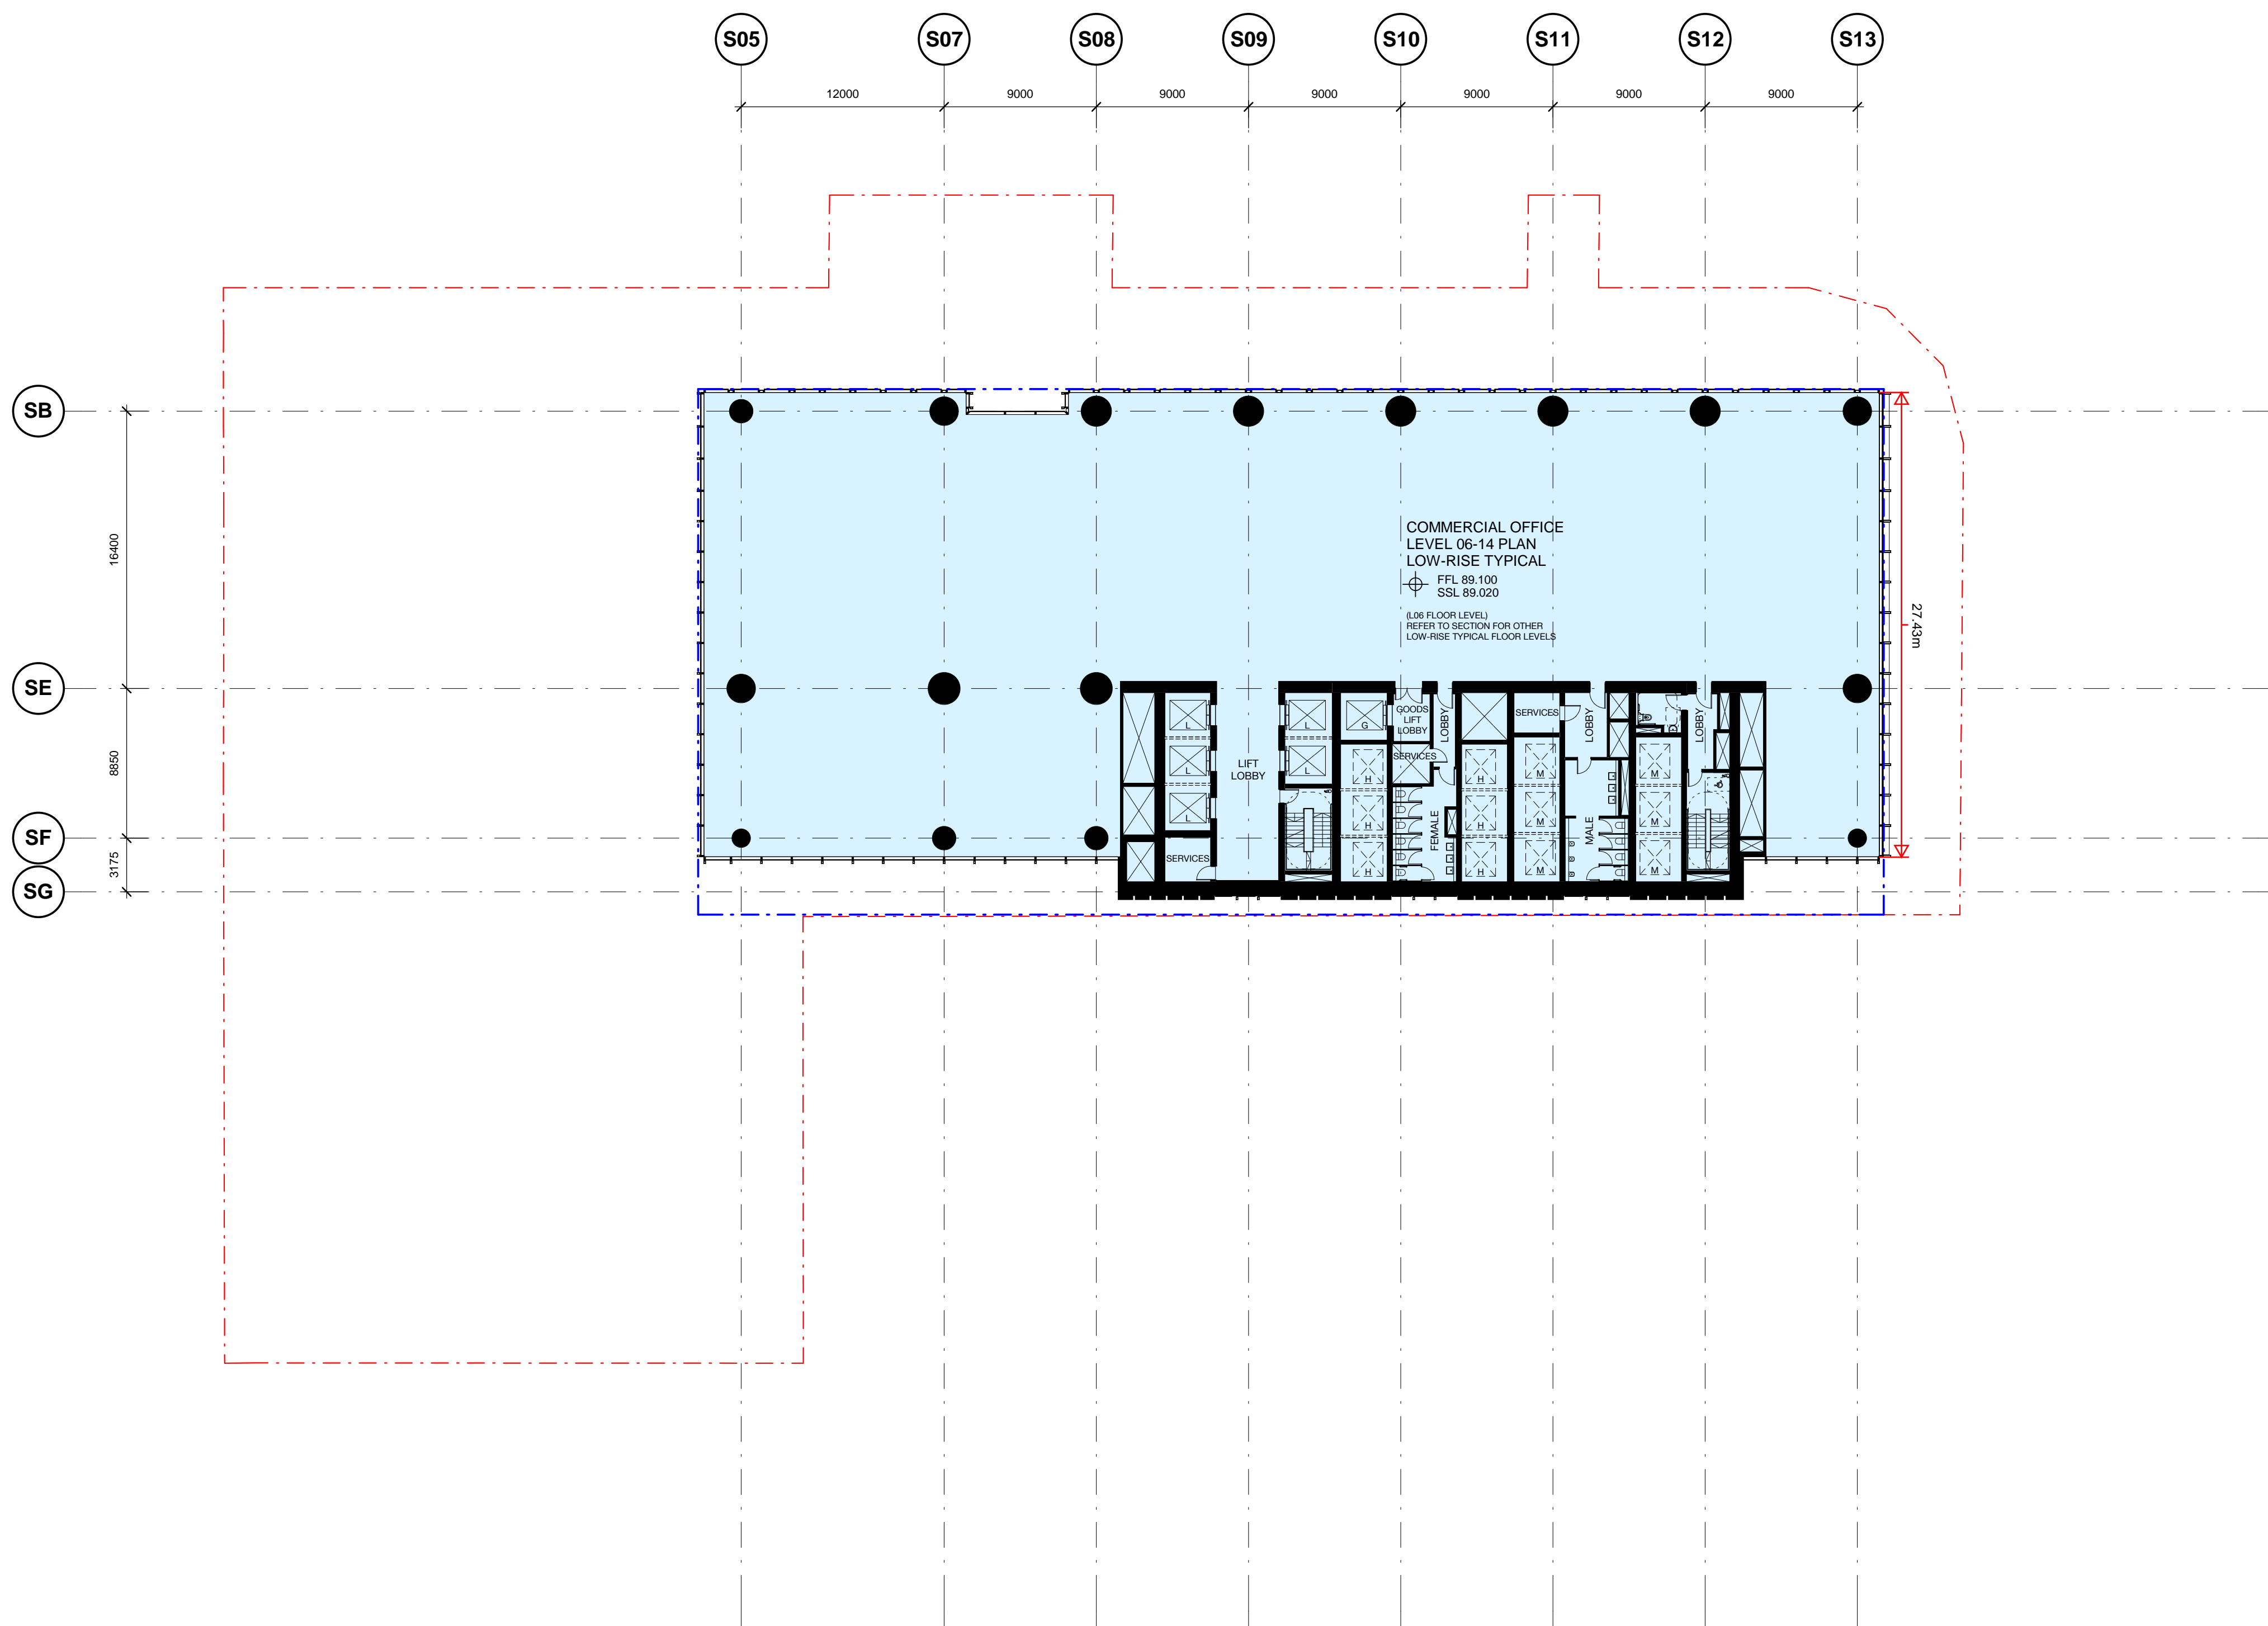 S05 S07 S08 S09 S10 S11 S12 S13
12000 9000 9000 9000 9000 9000 9000
SB
16400
SE
8850
SF
3175
SG
COMMERCIAL OFFICE
LEVEL 06-14 PLAN
LOW-RISE TYPICAL
FFL 89.100
SSL 89.020
(L06 FLOOR LEVEL)
REFER TO SECTION FOR OTHER
LOW-RISE TYPICAL FLOOR LEVELS
27.43m
L
L
L
SERVICES
LIFT
LOBBY
L
L
G
H
H
H
GOODS
LIFT
LOBBY
LOBBY
SERVICES
FEMALE
H
H
H
SERVICES
M
M
M
LOBBY
MALE
M
M
M
LOBBY